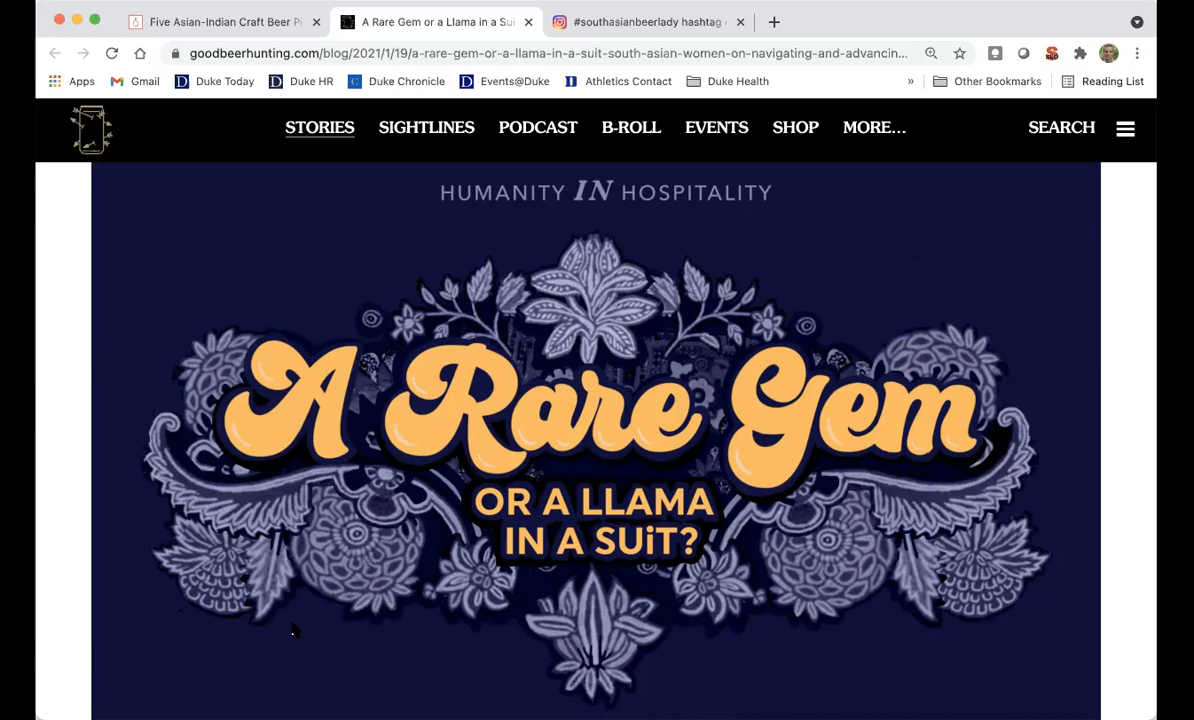 Five Asian-Indian Craft Beer Pi
A Rare Gem or a Llama in a Sui
#southasianbeerlady hashtag
goodbeerhunting.com/blog/2021/1/19/a-rare-gem-or-a-llama-in-a-suit-south-asian-women-on-navigating-and-advancin...
Apps
Gmail
Duke Today
Duke HR
Duke Chronicle
Events@Duke
Athletics Contact
Duke Health
»
Other Bookmarks
Reading List
STORIES
SIGHTLINES
PODCAST
B-ROLL
EVENTS
SHOP
MORE...
SEARCH
HUMANITY IN HOSPITALITY
A Rare Gem
OR A LLAMA
IN A SUiT?